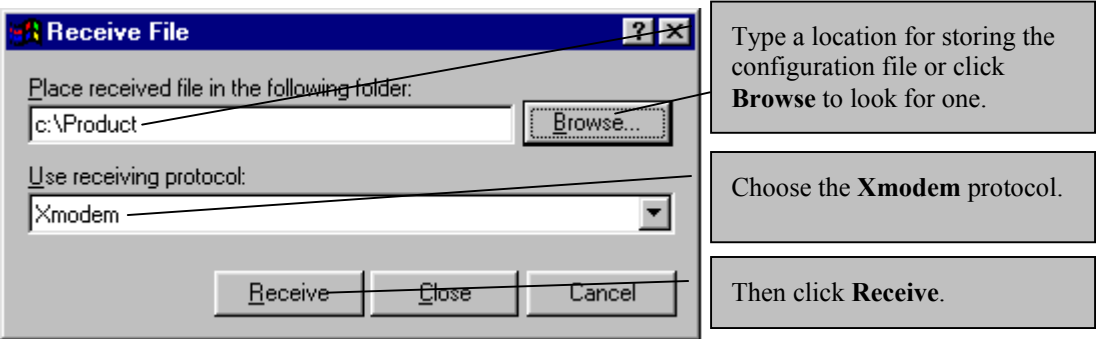 Receive File
Place received file in the following folder:
c:\Product
Browse...
Use receiving protocol:
Xmodem
Receive
Close
Cancel
Type a location for storing the
configuration file or click
Browse to look for one.
Choose the Xmodem protocol.
Then click Receive.